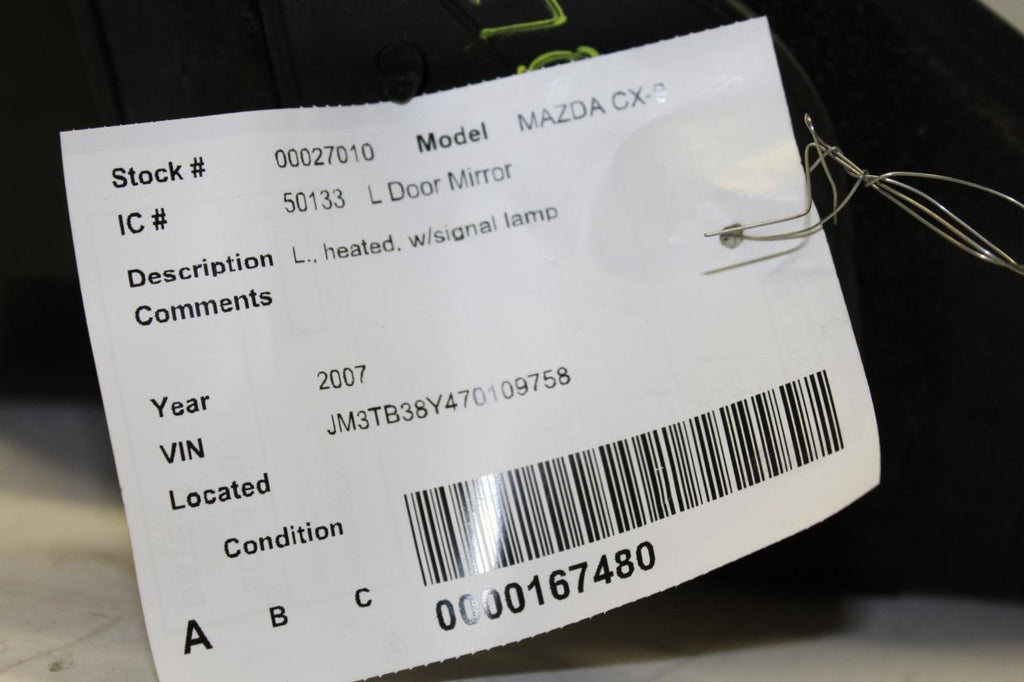 Stock # 00027010 Model MAZDA CX-9
IC # 50133 L Door Mirror
Description L., heated, w/signal lamp
Comments
Year 2007
VIN JM3TB38Y470109758
Located
Condition
A B C
0000167480